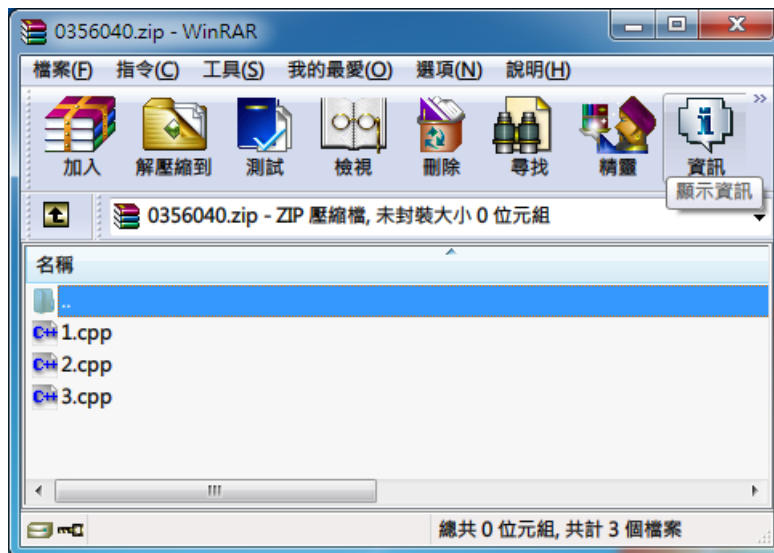 0356040.zip - WinRAR
檔案(F) 指令(C) 工具(S) 我的最愛(O) 選項(N) 說明(H)
加入 解壓縮到 測試 檢視 刪除 尋找 精靈 資訊
顯示資訊
0356040.zip - ZIP 壓縮檔, 未封裝大小 0 位元組
名稱
..
C++ 1.cpp
C++ 2.cpp
C++ 3.cpp
總共 0 位元組, 共計 3 個檔案